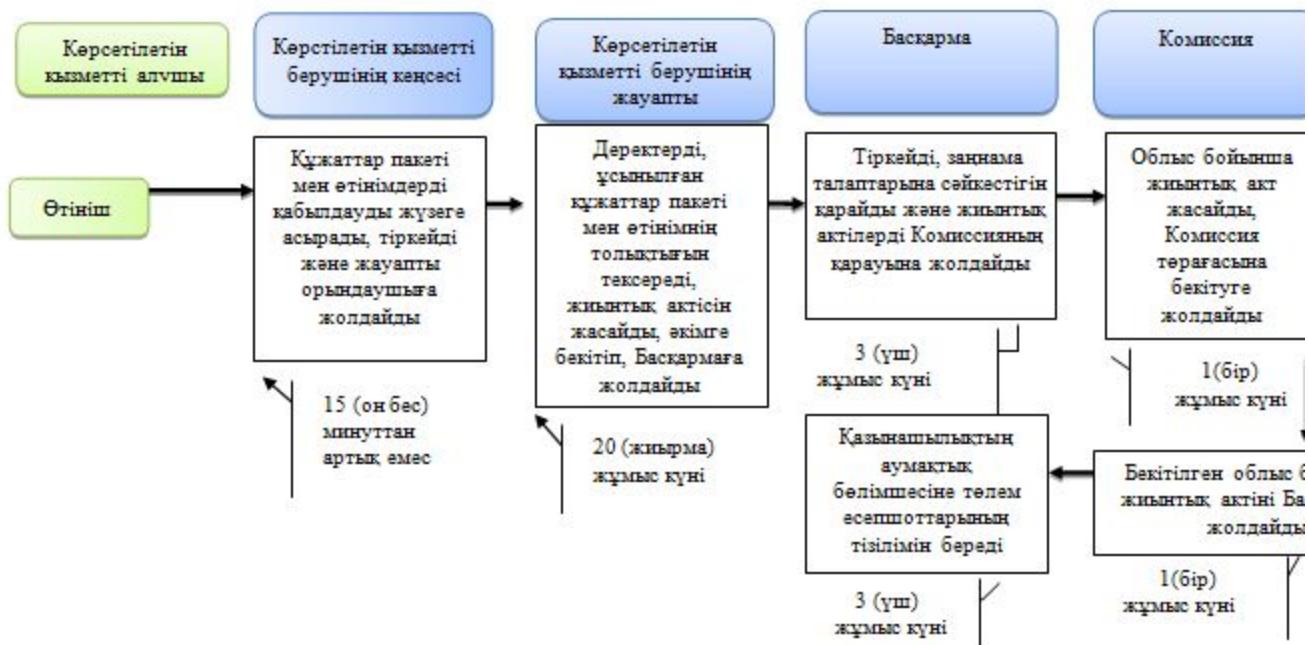 Көрсетілетін
қызметті алушы
Көрстілетін қызметті
берушінің кеңсесі
Көрсетілетін
қызметті берушінің
жауапты
Басқарма
Комиссия
Өтініш
Құжаттар пакеті
мен өтінімдерді
қабылдауды жүзеге
асырады, тіркейді
және жауапты
орындаушыға
жолдайды
Деректерді,
ұсынылған
құжаттар пакеті
мен өтінімнің
толықтығын
тексереді,
жиынтық актісін
жасайды, әкімге
бекітіп, Басқармаға
жолдайды
Тіркейді, заңнама
талаптарына сәйкестігін
қарайды және жиынтық
актілерді Комиссияның
қарауына жолдайды
Облыс бойынша
жиынтық акт
жасайды,
Комиссия
төрағасына
бекітуге
жолдайды
15 (он бес)
минуттан
артық емес
20 (жиырма)
жұмыс күні
3 (үш)
жұмыс күні
1(бір)
жұмыс күні
Қазынашылықтың
аумақтық
бөлімшесіне төлем
есепшоттарының
тізілімін береді
Бекітілген облыс
жиынтық актіні
жолдайды
3 (үш)
жұмыс күні
1(бір)
жұмыс күні